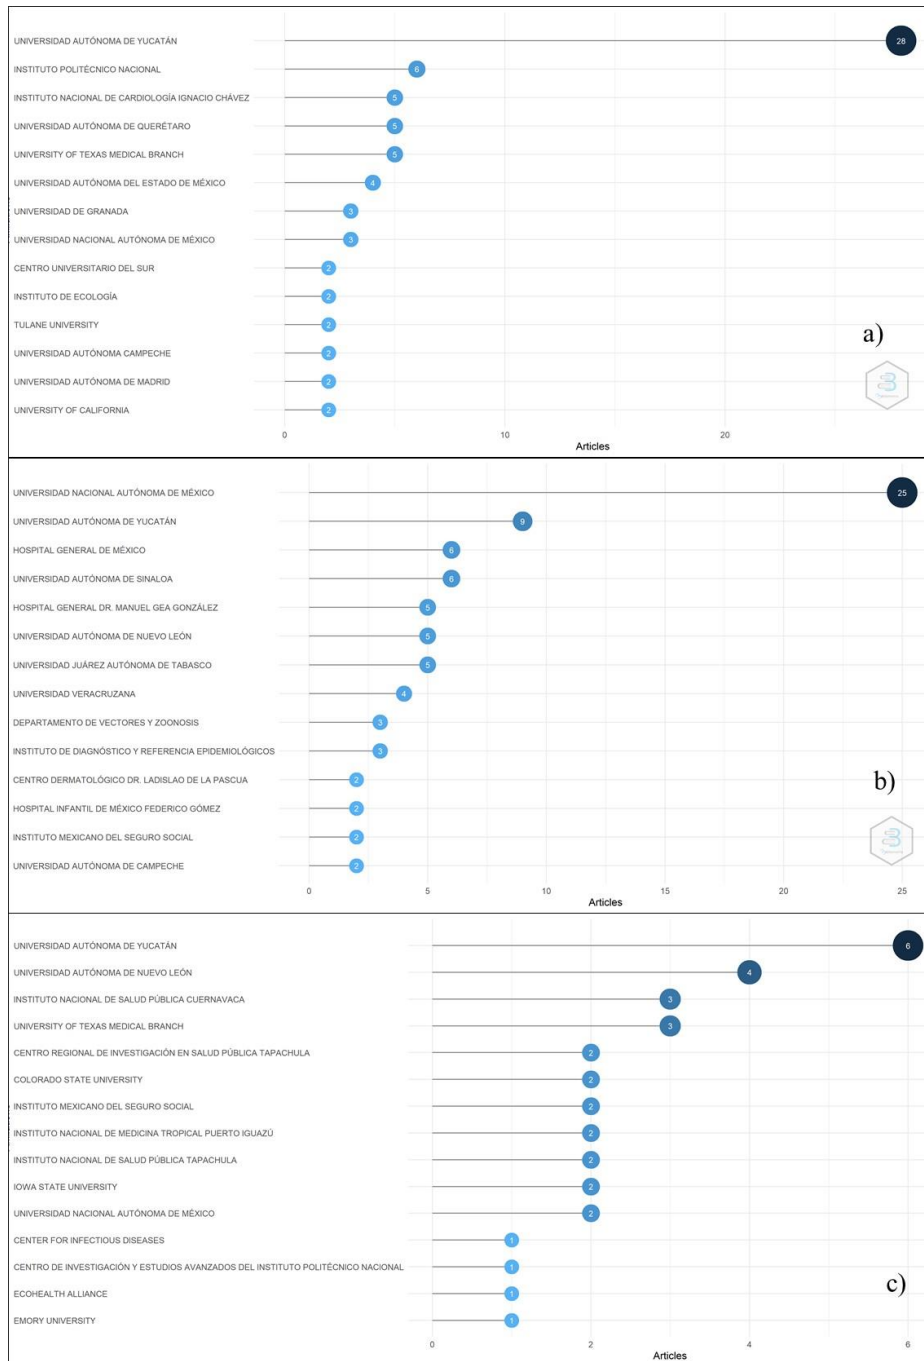 UNIVERSIDAD AUTÓNOMA DE YUCATÁN 28
INSTITUTO POLITÉCNICO NACIONAL 6
INSTITUTO NACIONAL DE CARDIOLOGÍA IGNACIO CHÁVEZ 5
UNIVERSIDAD AUTÓNOMA DE QUERÉTARO 5
UNIVERSITY OF TEXAS MEDICAL BRANCH 5
UNIVERSIDAD AUTÓNOMA DEL ESTADO DE MÉXICO 4
UNIVERSIDAD DE GRANADA 3
UNIVERSIDAD NACIONAL AUTÓNOMA DE MÉXICO 3
CENTRO UNIVERSITARIO DEL SUR 2
INSTITUTO DE ECOLOGÍA 2
TULANE UNIVERSITY 2
a)
UNIVERSIDAD AUTÓNOMA CAMPECHE 2
UNIVERSIDAD AUTÓNOMA DE MADRID 2
UNIVERSITY OF CALIFORNIA 2
0 10 20
Articles
UNIVERSIDAD NACIONAL AUTÓNOMA DE MÉXICO 25
UNIVERSIDAD AUTÓNOMA DE YUCATÁN 9
HOSPITAL GENERAL DE MÉXICO 6
UNIVERSIDAD AUTÓNOMA DE SINALOA 6
HOSPITAL GENERAL DR. MANUEL GEA GONZÁLEZ 5
UNIVERSIDAD AUTÓNOMA DE NUEVO LEÓN 5
UNIVERSIDAD JUÁREZ AUTÓNOMA DE TABASCO 5
UNIVERSIDAD VERACRUZANA 4
DEPARTAMENTO DE VECTORES Y ZOONOSIS 3
INSTITUTO DE DIAGNÓSTICO Y REFERENCIA EPIDEMIOLÓGICOS 3
CENTRO DERMATOLÓGICO DR. LADISLAO DE LA PASCUA 2
b)
HOSPITAL INFANTIL DE MÉXICO FEDERICO GÓMEZ 2
INSTITUTO MEXICANO DEL SEGURO SOCIAL 2
UNIVERSIDAD AUTÓNOMA DE CAMPECHE 2
0 5 10 15 20 25
Articles
UNIVERSIDAD AUTÓNOMA DE YUCATÁN 6
UNIVERSIDAD AUTÓNOMA DE NUEVO LEÓN 4
INSTITUTO NACIONAL DE SALUD PÚBLICA CUERNAVACA 3
UNIVERSITY OF TEXAS MEDICAL BRANCH 3
CENTRO REGIONAL DE INVESTIGACIÓN EN SALUD PÚBLICA TAPACHULA 2
COLORADO STATE UNIVERSITY 2
INSTITUTO MEXICANO DEL SEGURO SOCIAL 2
INSTITUTO NACIONAL DE MEDICINA TROPICAL PUERTO IGUAZÚ 2
INSTITUTO NACIONAL DE SALUD PÚBLICA TAPACHULA 2
IOWA STATE UNIVERSITY 2
UNIVERSIDAD NACIONAL AUTÓNOMA DE MÉXICO 2
CENTER FOR INFECTIOUS DISEASES 1
CENTRO DE INVESTIGACIÓN Y ESTUDIOS AVANZADOS DEL INSTITUTO POLITÉCNICO NACIONAL 1
c)
ECOHEALTH ALLIANCE 1
EMORY UNIVERSITY 1
0 2 4 6
Articles